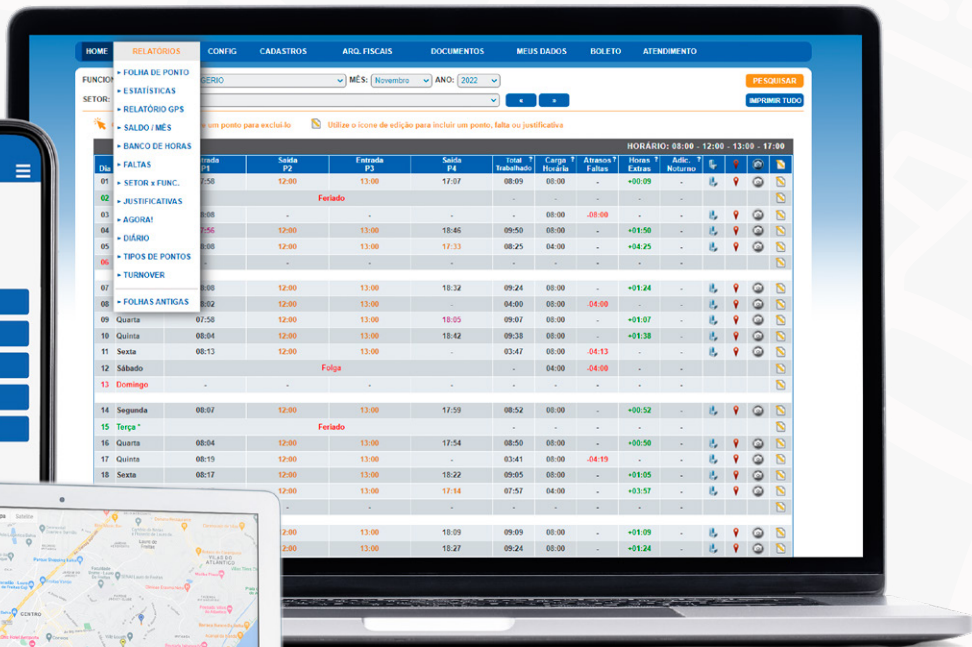 HOME RELATÓRIOS CONFIG CADASTROS ARQ. FISCAIS DOCUMENTOS MEUS DADOS BOLETO ATENDIMENTO
FUNCION GERIO MÊS: Novembro ANO: 2022 PESQUISAR
SETOR: « » IMPRIMIR TUDO
um ponto para excluí-lo Utilize o ícone de edição para incluir um ponto, falta ou justificativa
FOLHA DE PONTO
ESTATÍSTICAS
RELATÓRIO GPS
SALDO / MÊS
BANCO DE HORAS
FALTAS
SETOR x FUNC.
JUSTIFICATIVAS
AGORA!
DIÁRIO
TIPOS DE PONTOS
TURNOVER
FOLHAS ANTIGAS
HORÁRIO: 08:00 - 12:00 - 13:00 - 17:00
Dia Entrada P1 Saída P2 Entrada P3 Saída P4 Total Trabalhado ? Carga Horária ? Atrasos Faltas ? Horas Extras ? Adic. Noturno ?
01 7:58 12:00 13:00 17:07 08:09 08:00 - +00:09 -
02 Feriado - - - - -
03 8:08 - - - - 08:00 -08:00 - -
04 7:56 12:00 13:00 18:46 09:50 08:00 - +01:50 -
05 8:08 12:00 13:00 17:33 08:25 04:00 - +04:25 -
06 - - - - - - - -
07 8:08 12:00 13:00 18:32 09:24 08:00 - +01:24 -
08 8:02 12:00 13:00 - 04:00 08:00 -04:00 - -
09 Quarta 07:58 12:00 13:00 18:05 09:07 08:00 - +01:07 -
10 Quinta 08:04 12:00 13:00 18:42 09:38 08:00 - +01:38 -
11 Sexta 08:13 12:00 13:00 - 03:47 08:00 -04:13 - -
12 Sábado Folga - 04:00 -04:00 - -
13 Domingo - - - - - - - - -
14 Segunda 08:07 12:00 13:00 17:59 08:52 08:00 - +00:52 -
15 Terça * Feriado - - - - -
16 Quarta 08:04 12:00 13:00 17:54 08:50 08:00 - +00:50 -
17 Quinta 08:19 12:00 13:00 - 03:41 08:00 -04:19 - -
18 Sexta 08:17 12:00 13:00 18:22 09:05 08:00 - +01:05 -
12:00 13:00 17:14 07:57 04:00 - +03:57 -
- - - - - - - -
12:00 13:00 18:09 09:09 08:00 - +01:09 -
2:00 13:00 18:27 09:24 08:00 - +01:24 -
VILAS DO ATLÂNTICO
CENTRO